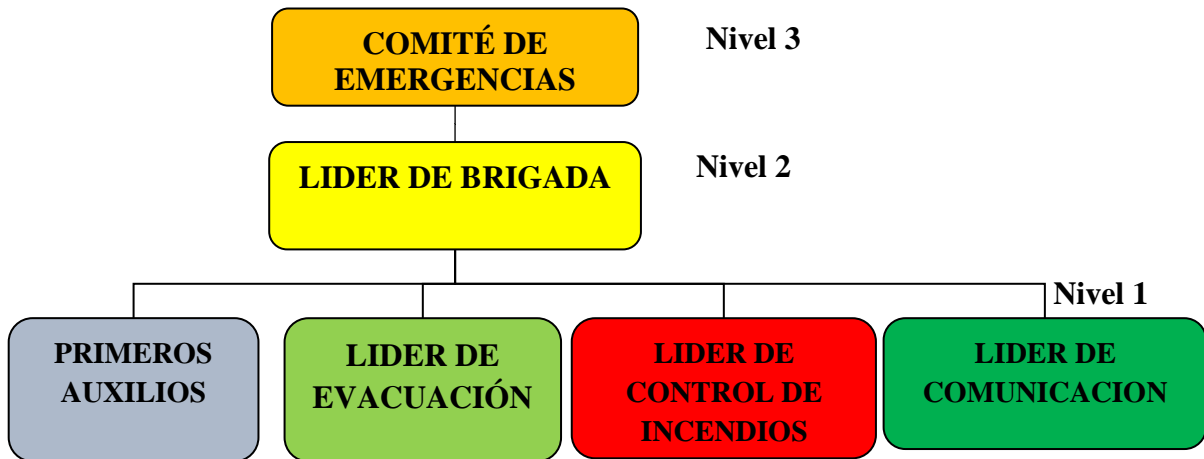 COMITÉ DE
EMERGENCIAS
Nivel 3
LIDER DE BRIGADA
Nivel 2
Nivel 1
PRIMEROS
AUXILIOS
LIDER DE
EVACUACIÓN
LIDER DE
CONTROL DE
INCENDIOS
LIDER DE
COMUNICACION